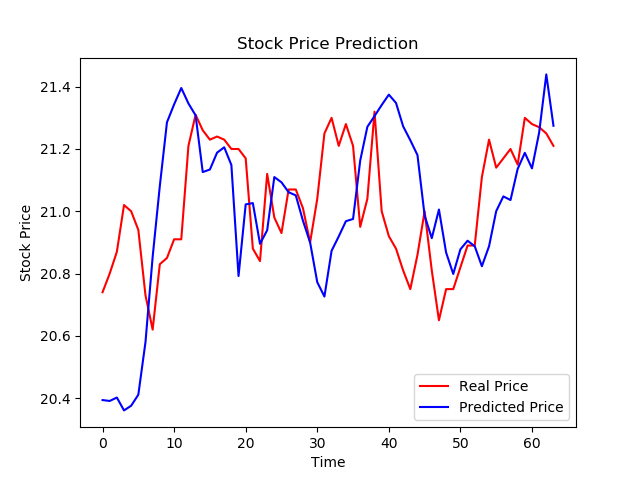 Stock Price Prediction
Stock Price
21.4
21.2
21.0
20.8
20.6
20.4
0 10 20 30 40 50 60
Time
Real Price
Predicted Price